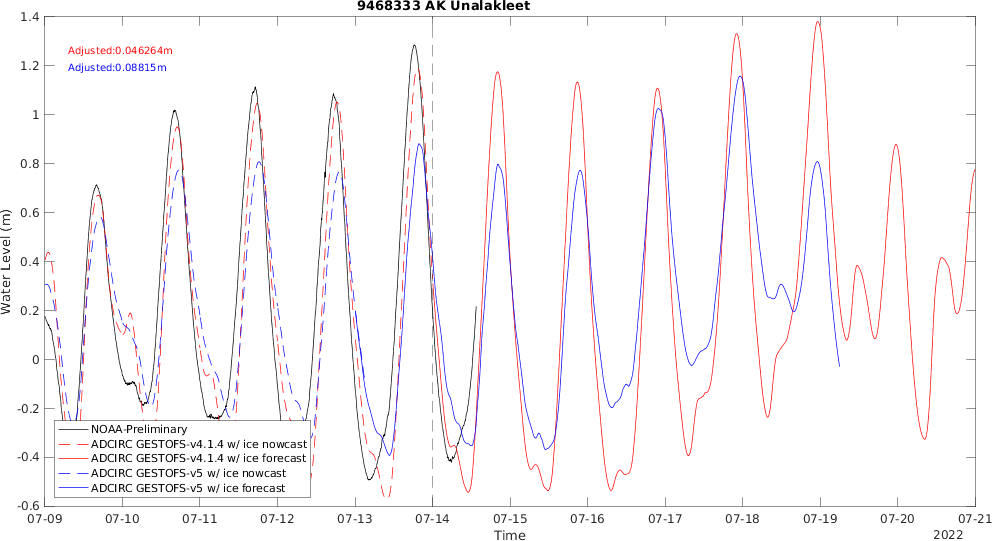 9468333 AK Unalakleet
Adjusted:0.046264m
Adjusted:0.08815m
Water Level (m)
1.4
1.2
1
0.8
0.6
0.4
0.2
0
-0.2
-0.4
-0.6
NOAA-Preliminary
ADCIRC GESTOFS-v4.1.4 w/ ice nowcast
ADCIRC GESTOFS-v4.1.4 w/ ice forecast
ADCIRC GESTOFS-v5 w/ ice nowcast
ADCIRC GESTOFS-v5 w/ ice forecast
07-09 07-10 07-11 07-12 07-13 07-14 07-15 07-16 07-17 07-18 07-19 07-20 07-21
Time
2022